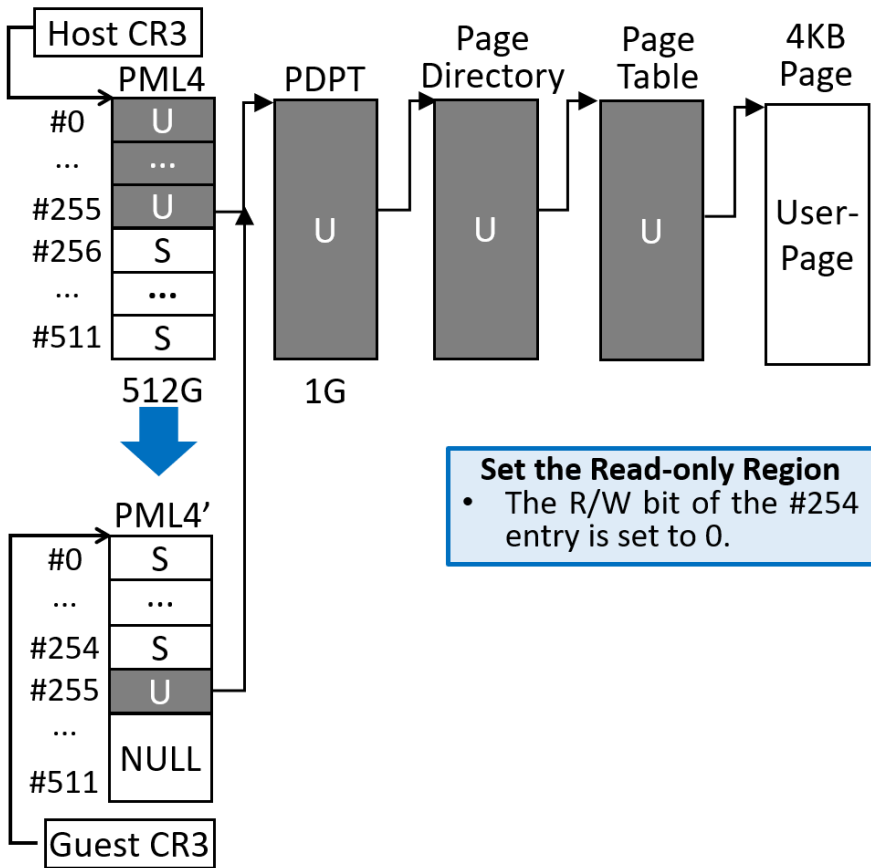 Host CR3
PML4
PDPT
Page
Directory
Page
Table
4KB
Page
#0
U
...
...
#255
U
#256
S
...
...
#511
S
U
U
U
User-
Page
512G
1G
Set the Read-only Region
• The R/W bit of the #254
entry is set to 0.
PML4’
#0
S
...
...
#254
S
#255
U
...
NULL
#511
Guest CR3